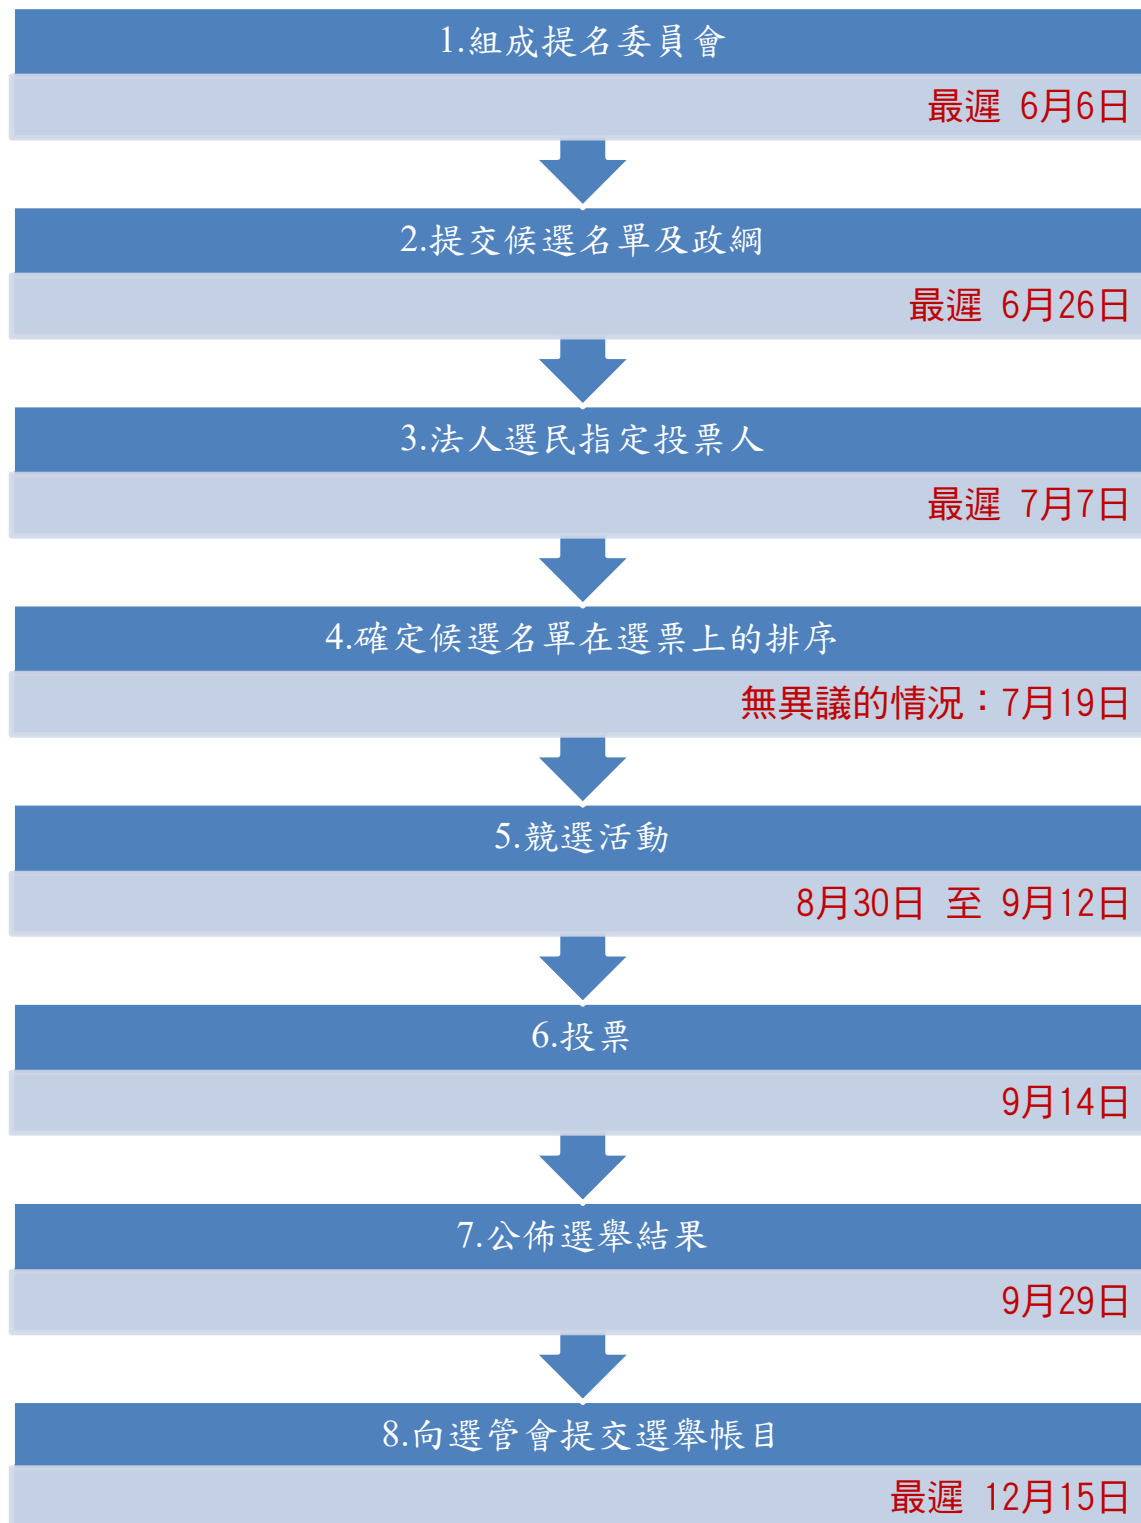 1.組成提名委員會
最遲 6月6日
2.提交候選名單及政綱
最遲 6月26日
3.法人選民指定投票人
最遲 7月7日
4.確定候選名單在選票上的排序
無異議的情況：7月19日
5.競選活動
8月30日 至 9月12日
6.投票
9月14日
7.公佈選舉結果
9月29日
8.向選管會提交選舉帳目
最遲 12月15日